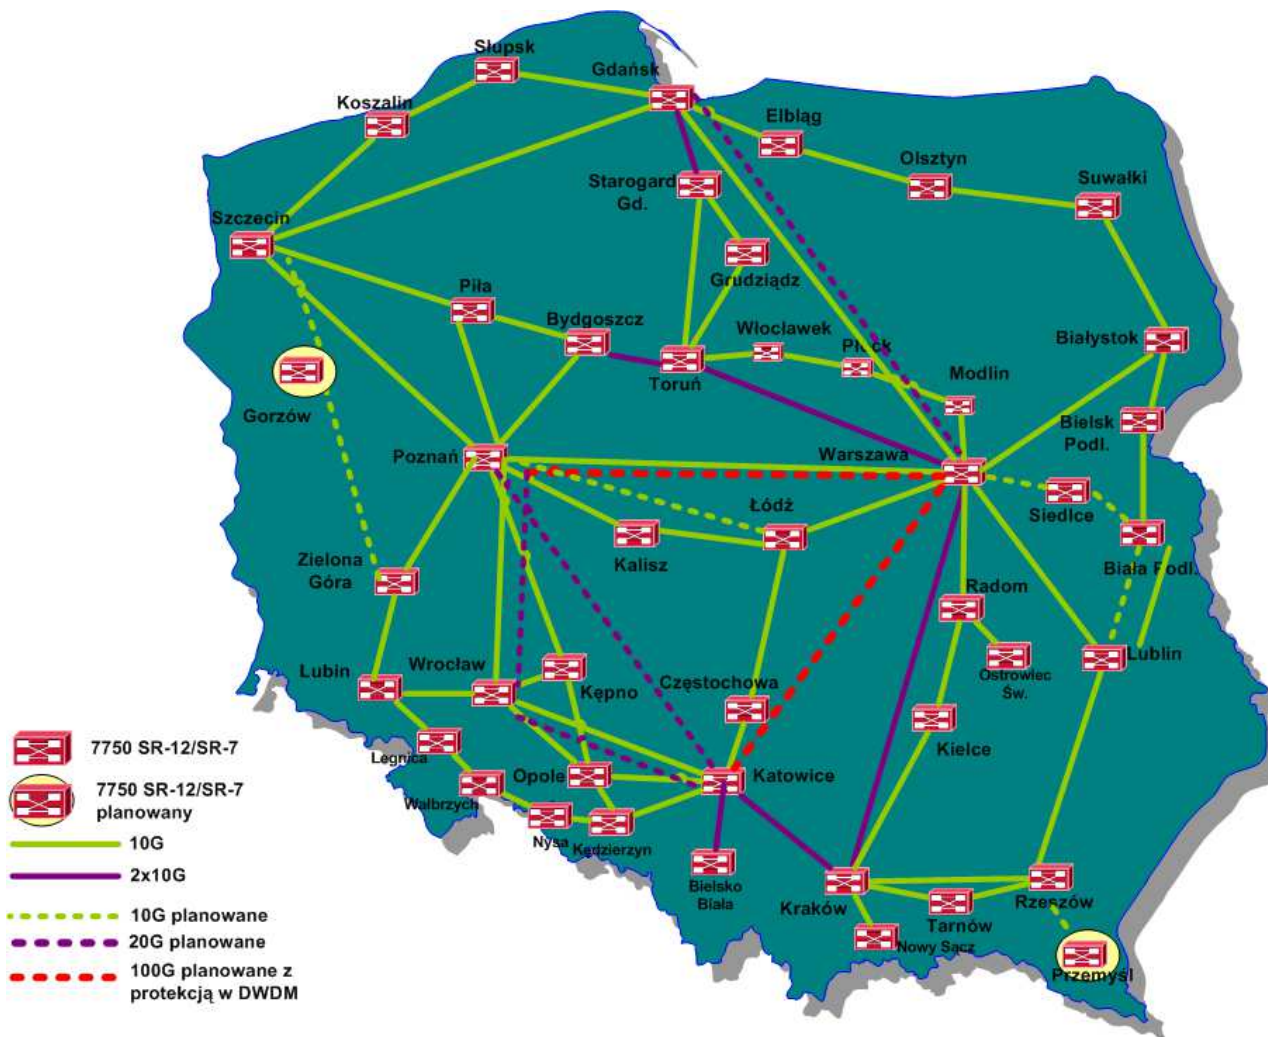 Słupsk
Gdańsk
Koszalin
Elbląg
Olsztyn
Starogard
Gd.
Suwałki
Szczecin
Grudziądz
Piła
Bydgoszcz
Włocławek
Płock
Białystok
Toruń
Modlin
Gorzów
Bielsk
Podl.
Poznań
Warszawa
Łódź
Siedlce
Kalisz
Zielona
Góra
Biała Podl.
Radom
Lubin
Wrocław
Kępno
Częstochowa
Ostrowiec
Św.
Lublin
Legnica
Kielce
Opole
Katowice
Wałbrzych
Nysa
Kędzierzyn
Bielsko
Biała
Kraków
Tarnów
Rzeszów
Nowy Sącz
Przemyśl
7750 SR-12/SR-7
7750 SR-12/SR-7
planowany
10G
2x10G
10G planowane
20G planowane
100G planowane z
protekcją w DWDM